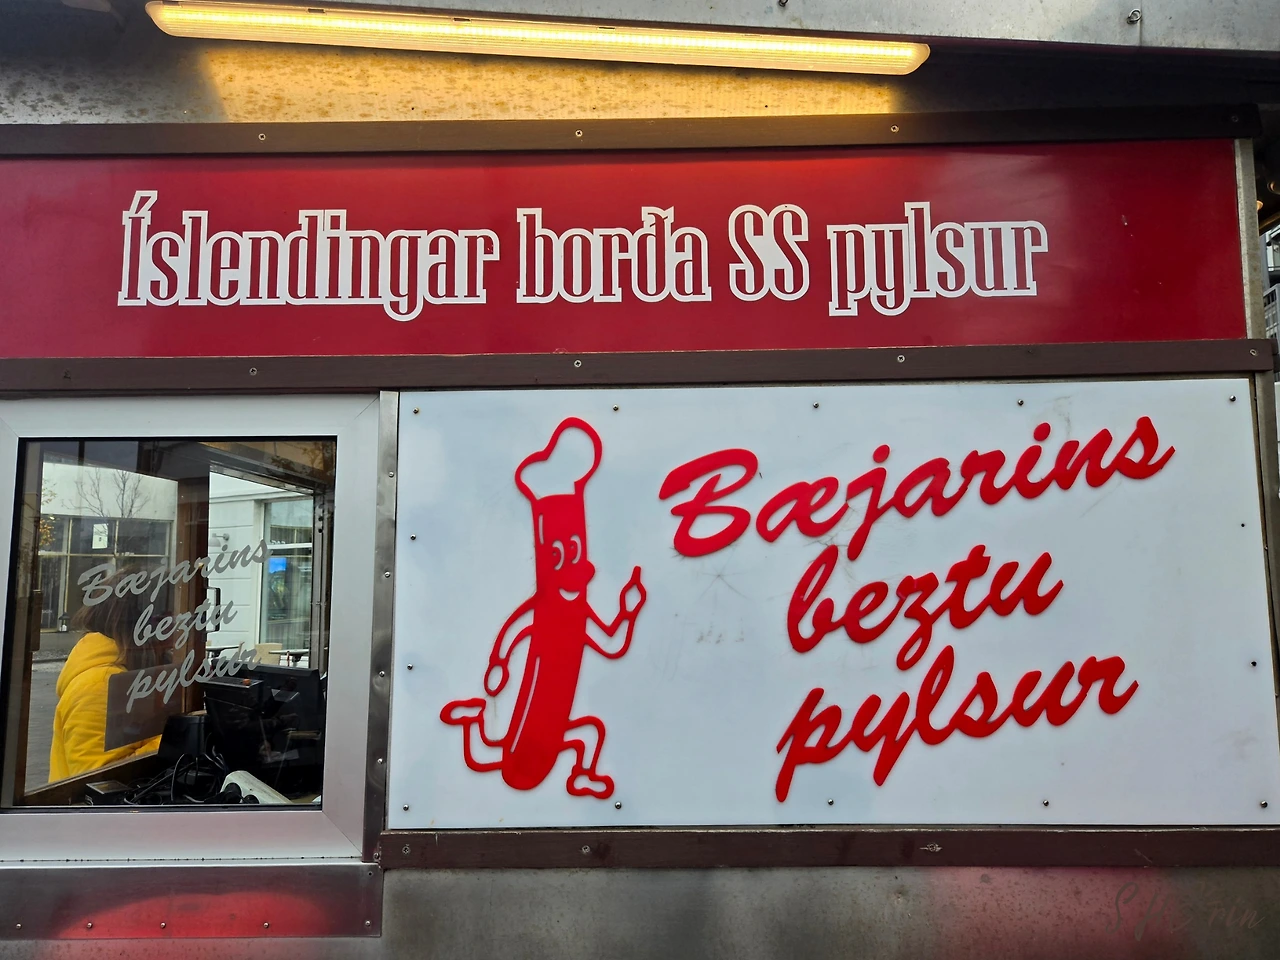 Íslendingar borða SS pylsur
Bæjarins
beztu
pylsur
Bæjarins
beztu
pylsur